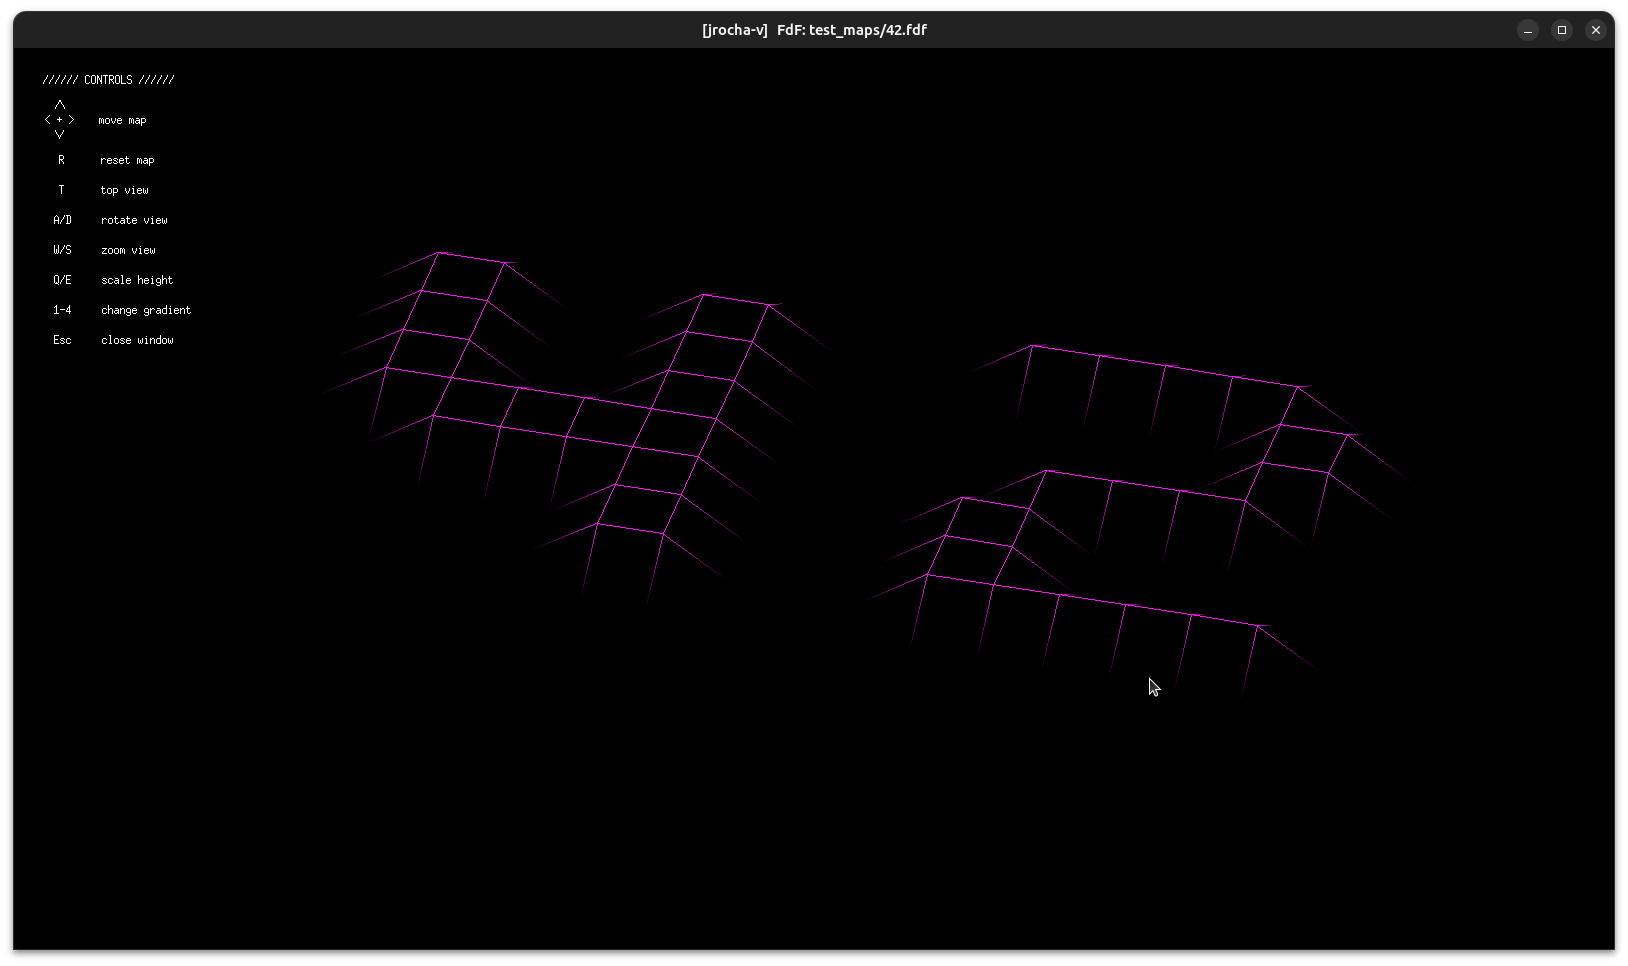 [jrocha-v] FdF: test_maps/42.fdf
////// CONTROLS //////
< + > move map
R reset map
T top view
A/D rotate view
W/S zoom view
Q/E scale height
1-4 change gradient
Esc close window